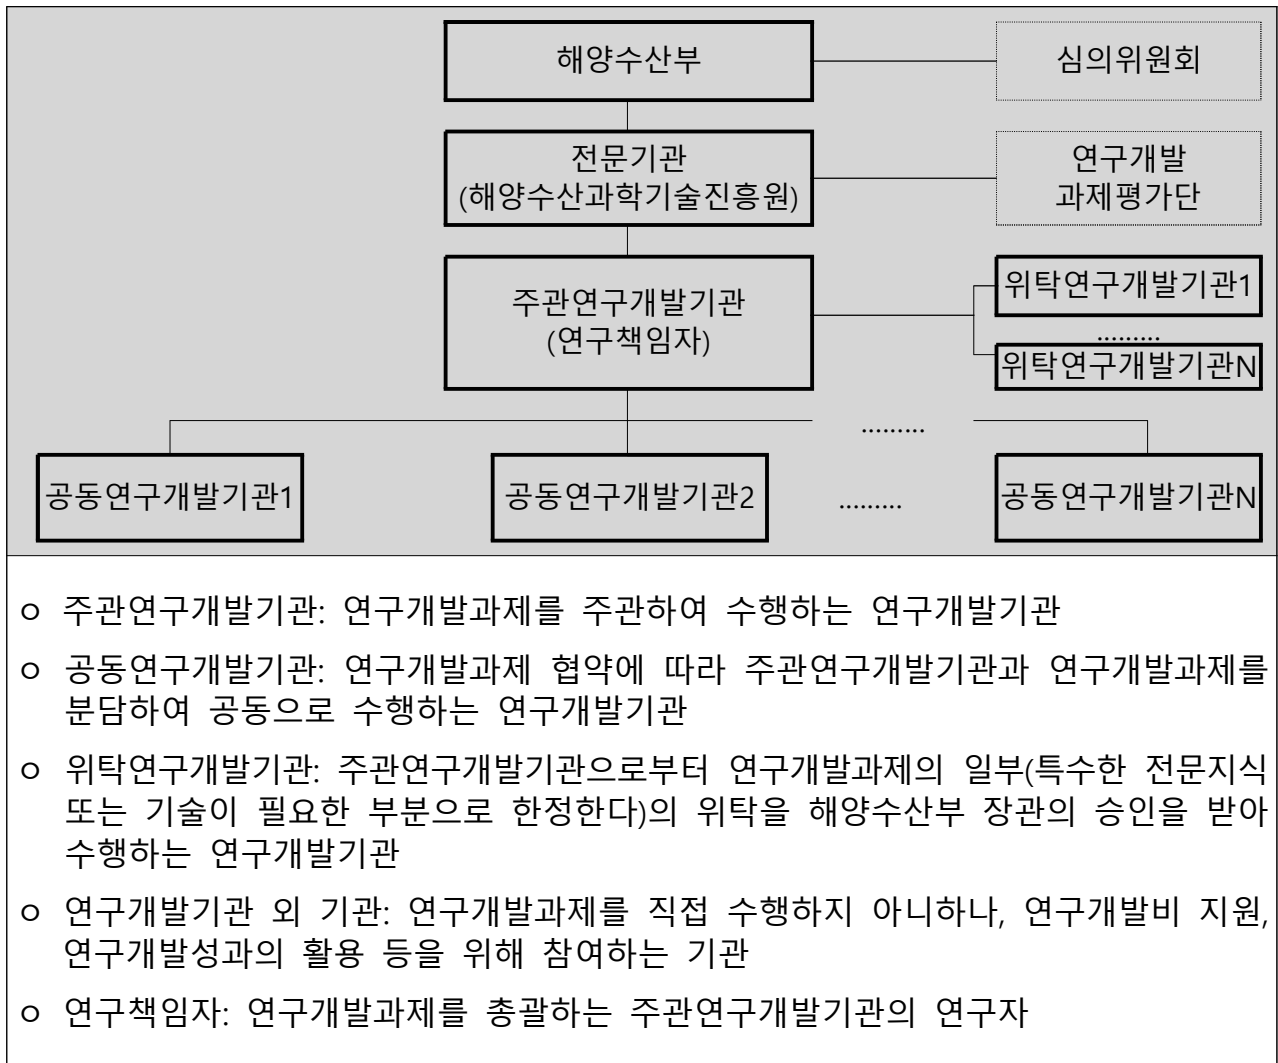 해양수산부
심의위원회
전문기관
(해양수산과학기술진흥원)
연구개발
과제평가단
주관연구개발기관
(연구책임자)
위탁연구개발기관1
.........
위탁연구개발기관N
.........
공동연구개발기관1
공동연구개발기관2
.........
공동연구개발기관N
ㅇ 주관연구개발기관: 연구개발과제를 주관하여 수행하는 연구개발기관
ㅇ 공동연구개발기관: 연구개발과제 협약에 따라 주관연구개발기관과 연구개발과제를
분담하여 공동으로 수행하는 연구개발기관
ㅇ 위탁연구개발기관: 주관연구개발기관으로부터 연구개발과제의 일부(특수한 전문지식
또는 기술이 필요한 부분으로 한정한다)의 위탁을 해양수산부 장관의 승인을 받아
수행하는 연구개발기관
ㅇ 연구개발기관 외 기관: 연구개발과제를 직접 수행하지 아니하나, 연구개발비 지원,
연구개발성과의 활용 등을 위해 참여하는 기관
ㅇ 연구책임자: 연구개발과제를 총괄하는 주관연구개발기관의 연구자